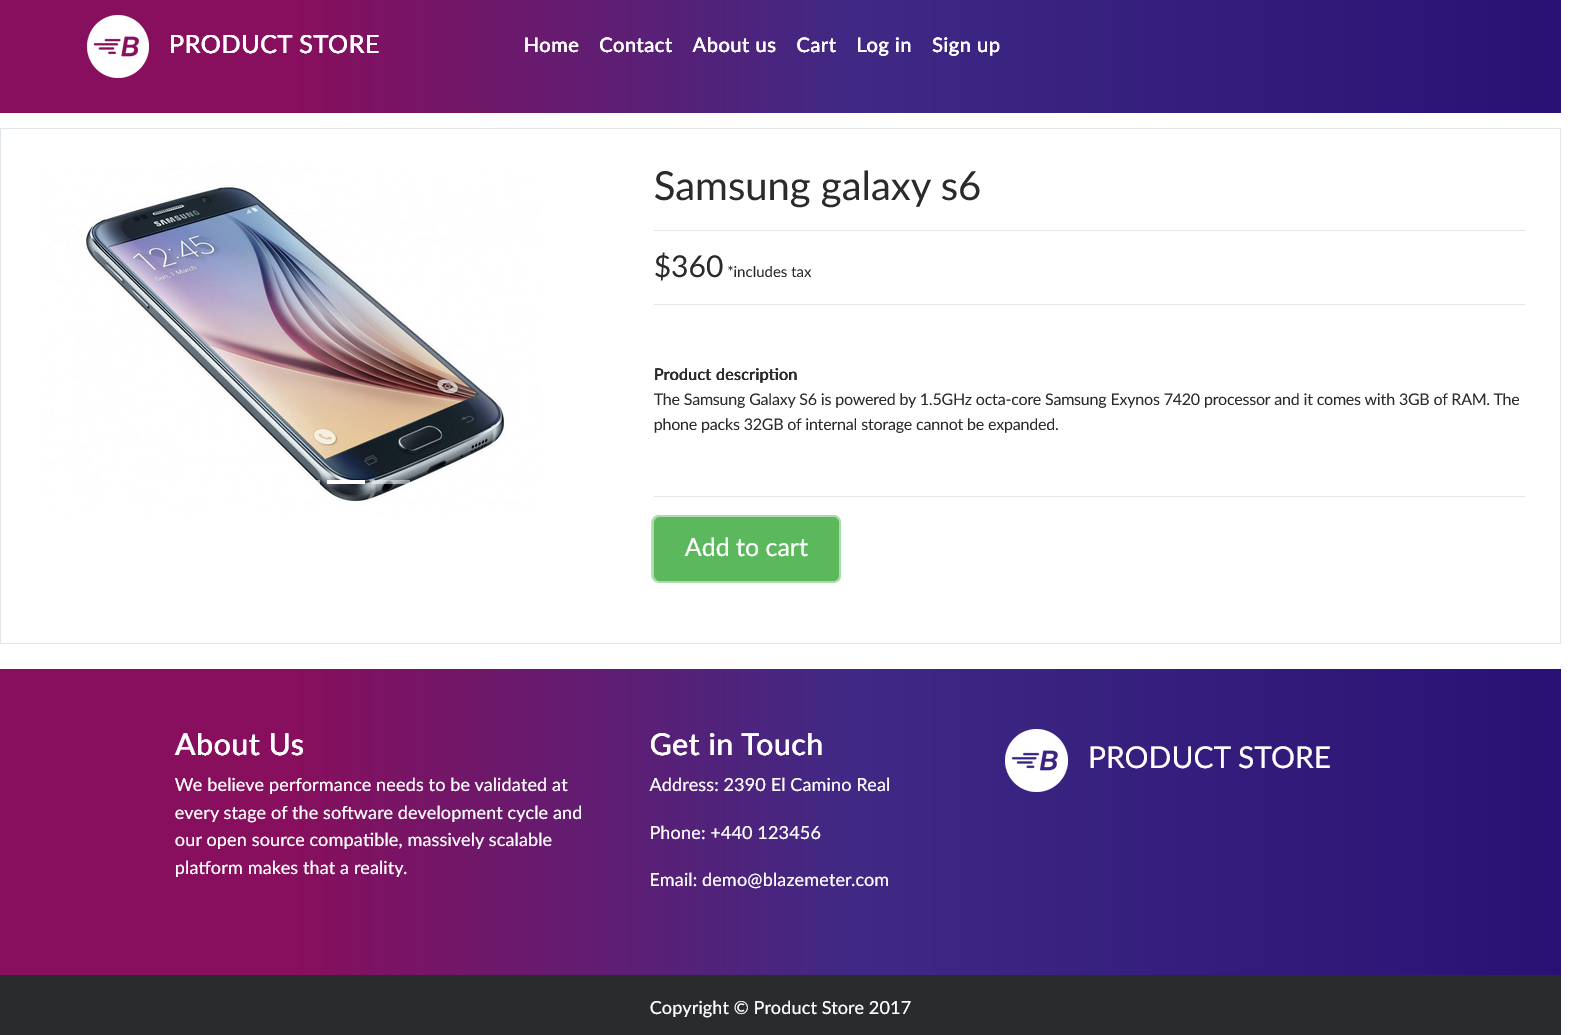 B PRODUCT STORE
Home Contact About us Cart Log in Sign up
SAMSUNG
12:45
Sun, 1 March
Samsung galaxy s6
$360 *includes tax
Product description
The Samsung Galaxy S6 is powered by 1.5GHz octa-core Samsung Exynos 7420 processor and it comes with 3GB of RAM. The
phone packs 32GB of internal storage cannot be expanded.
Add to cart
About Us
We believe performance needs to be validated at
every stage of the software development cycle and
our open source compatible, massively scalable
platform makes that a reality.
Get in Touch
Address: 2390 El Camino Real
Phone: +440 123456
Email: demo@blazemeter.com
B PRODUCT STORE
Copyright © Product Store 2017